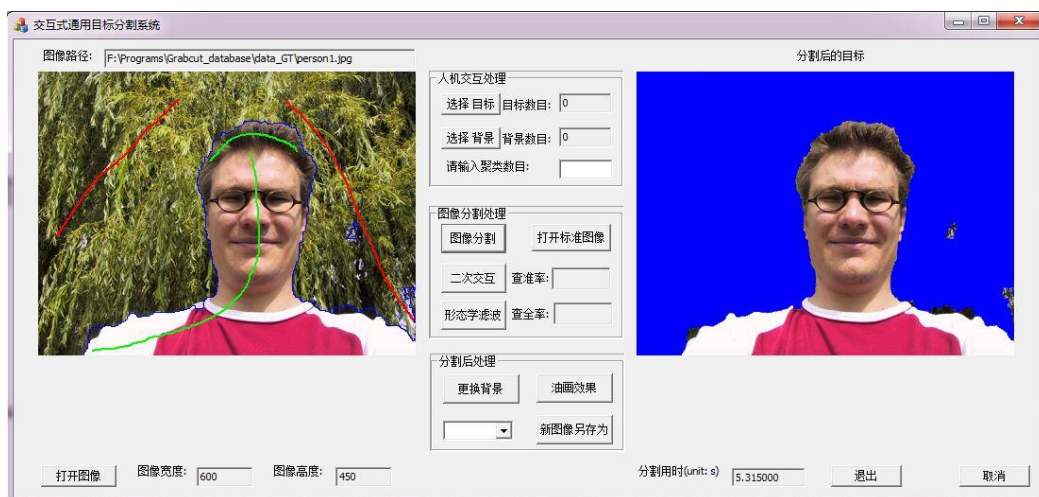 交互式通用目标分割系统
图像路径: F:\Programs\Grabcut_database\data_GT\person1.jpg
分割后的目标
人机交互处理
选择 目标 目标数目: 0
选择 背景 背景数目: 0
请输入聚类数目:
图像分割处理
图像分割 打开标准图像
二次交互 查准率:
形态学滤波 查全率:
分割后处理
更换背景 油画效果
新图像另存为
打开图像 图像宽度: 600 图像高度: 450 分割用时(unit: s) 5.315000 退出 取消